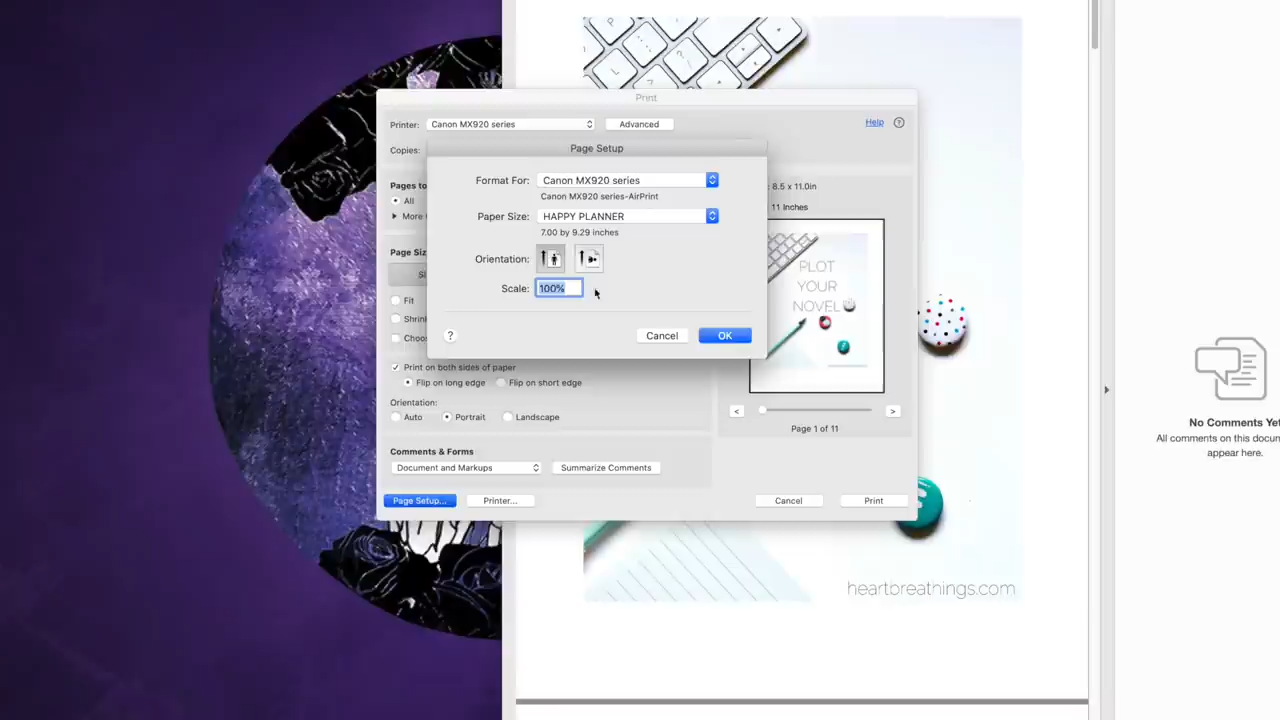 Print
Printer: Canon MX920 series Advanced Help ?
Copies:
Page Setup
Format For: Canon MX920 series
Canon MX920 series-AirPrint
Paper Size: HAPPY PLANNER
7.00 by 9.29 inches
Orientation:
Scale: 100%
? Cancel OK
Pages to
All
More
: 8.5 x 11.0in
11 Inches
Page Siz
Si
Fit
Shrin
Choo
PLOT
YOUR
NOVEL
Print on both sides of paper
Flip on long edge Flip on short edge
Orientation:
Auto Portrait Landscape
< >
Page 1 of 11
Comments & Forms
Document and Markups Summarize Comments
Page Setup... Printer... Cancel Print
No Comments Yet
All comments on this docum
appear here.
heartbreathings.com